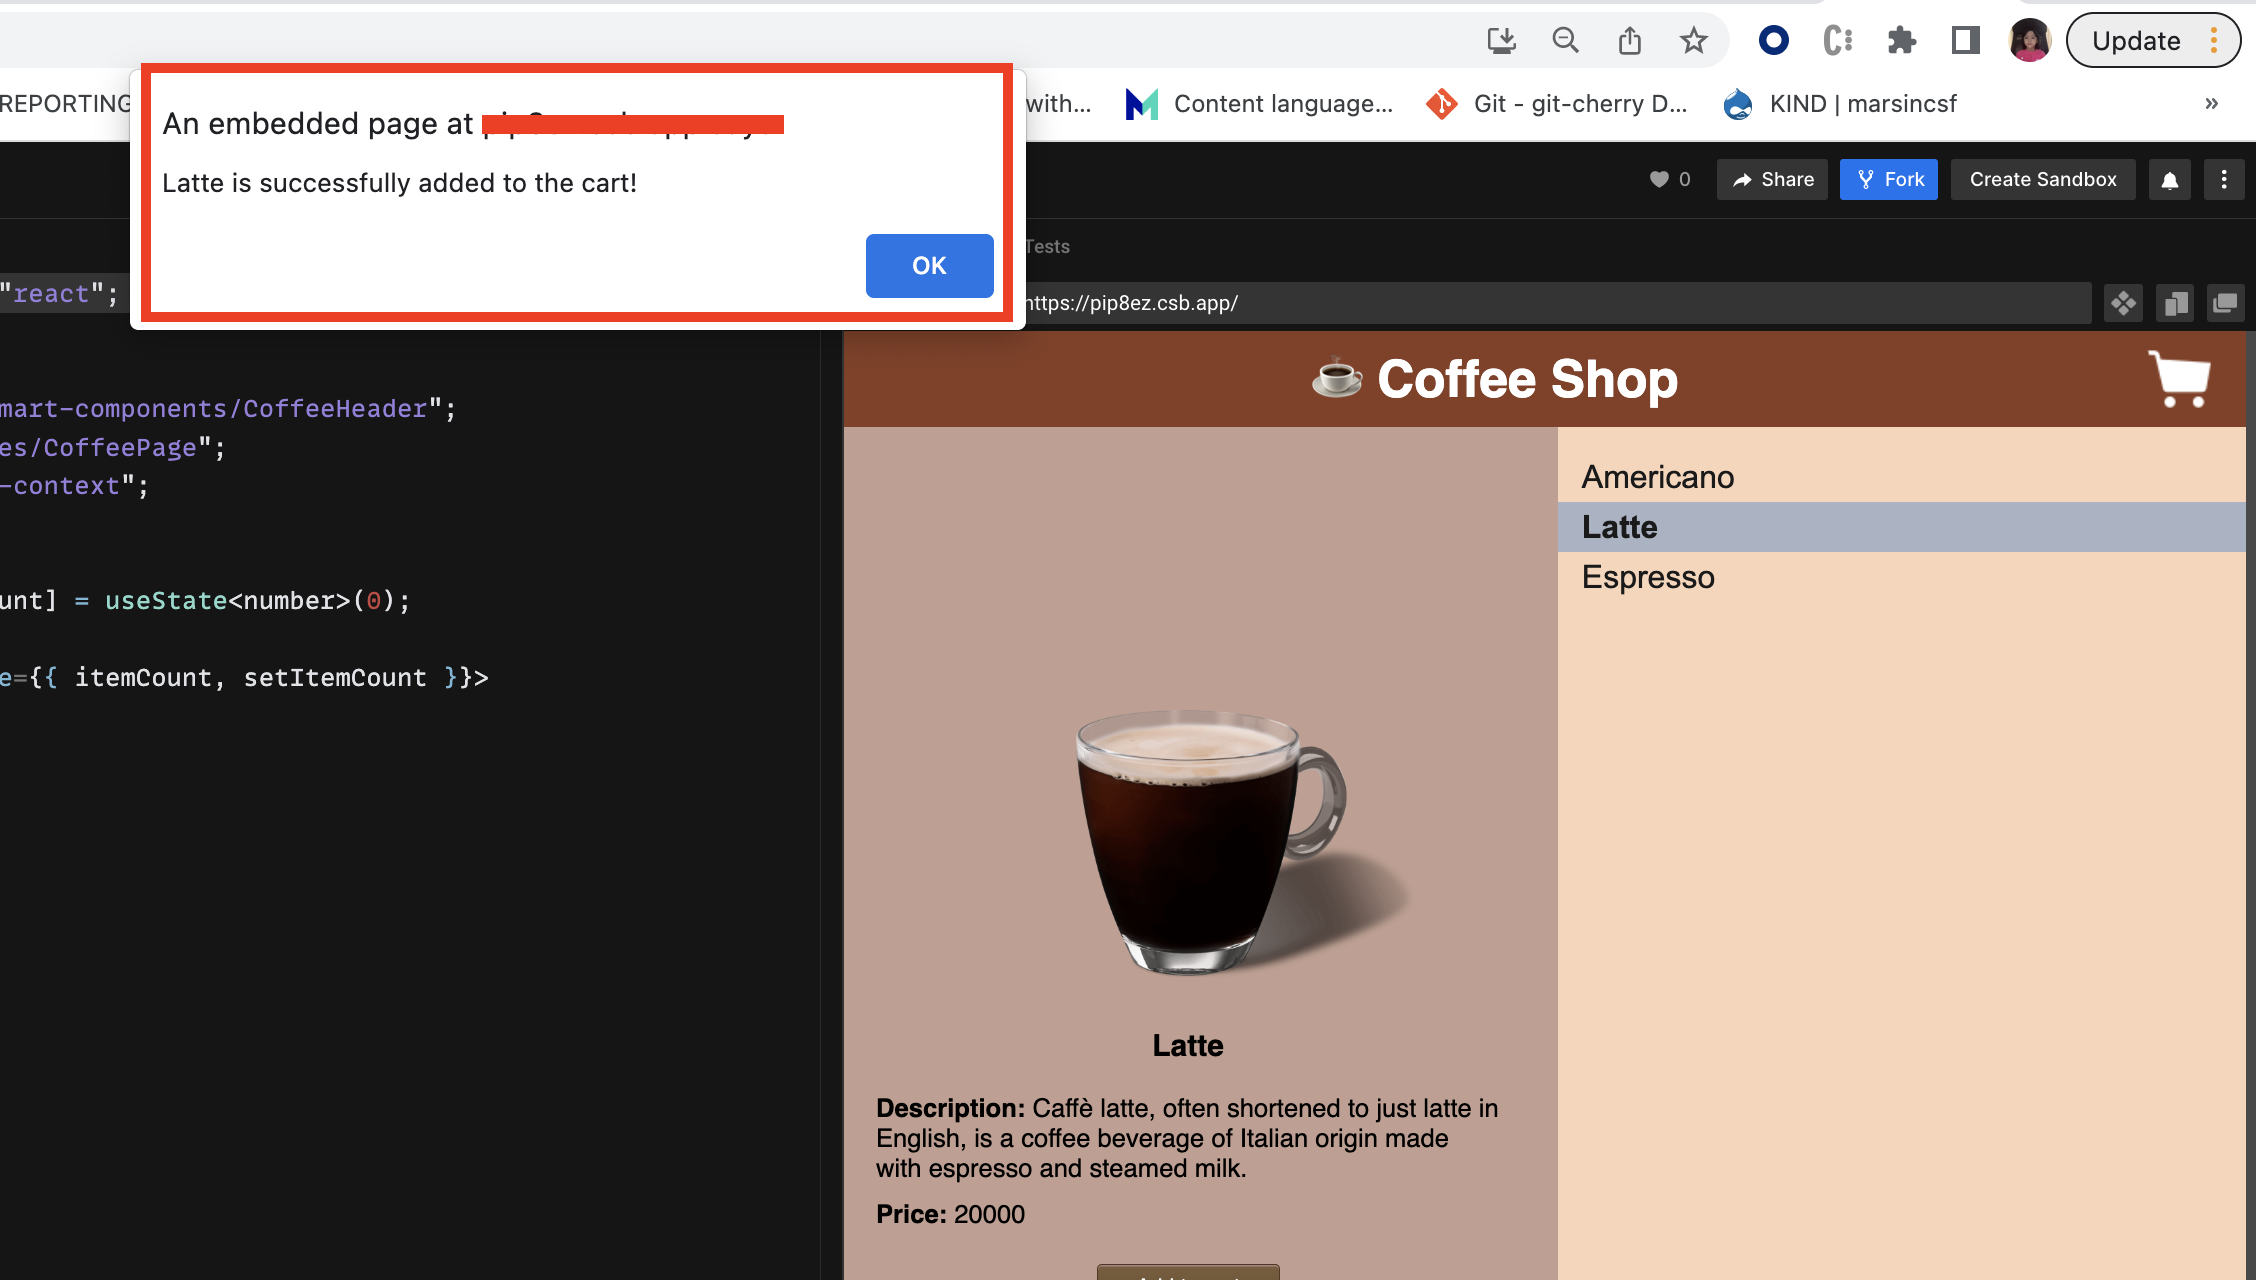 Update
REPORTING
with...
Content language...
Git - git-cherry D...
KIND | marsincsf
»
An embedded page at
Latte is successfully added to the cart!
OK
0
Share
Fork
Create Sandbox
Tests
https://pip8ez.csb.app/
"react";
mart-components/CoffeeHeader";
es/CoffeePage";
-context";
unt] = useState<number>(0);
e={{ itemCount, setItemCount }}>
Coffee Shop
Americano
Latte
Espresso
Latte
Description: Caffè latte, often shortened to just latte in
English, is a coffee beverage of Italian origin made
with espresso and steamed milk.
Price: 20000